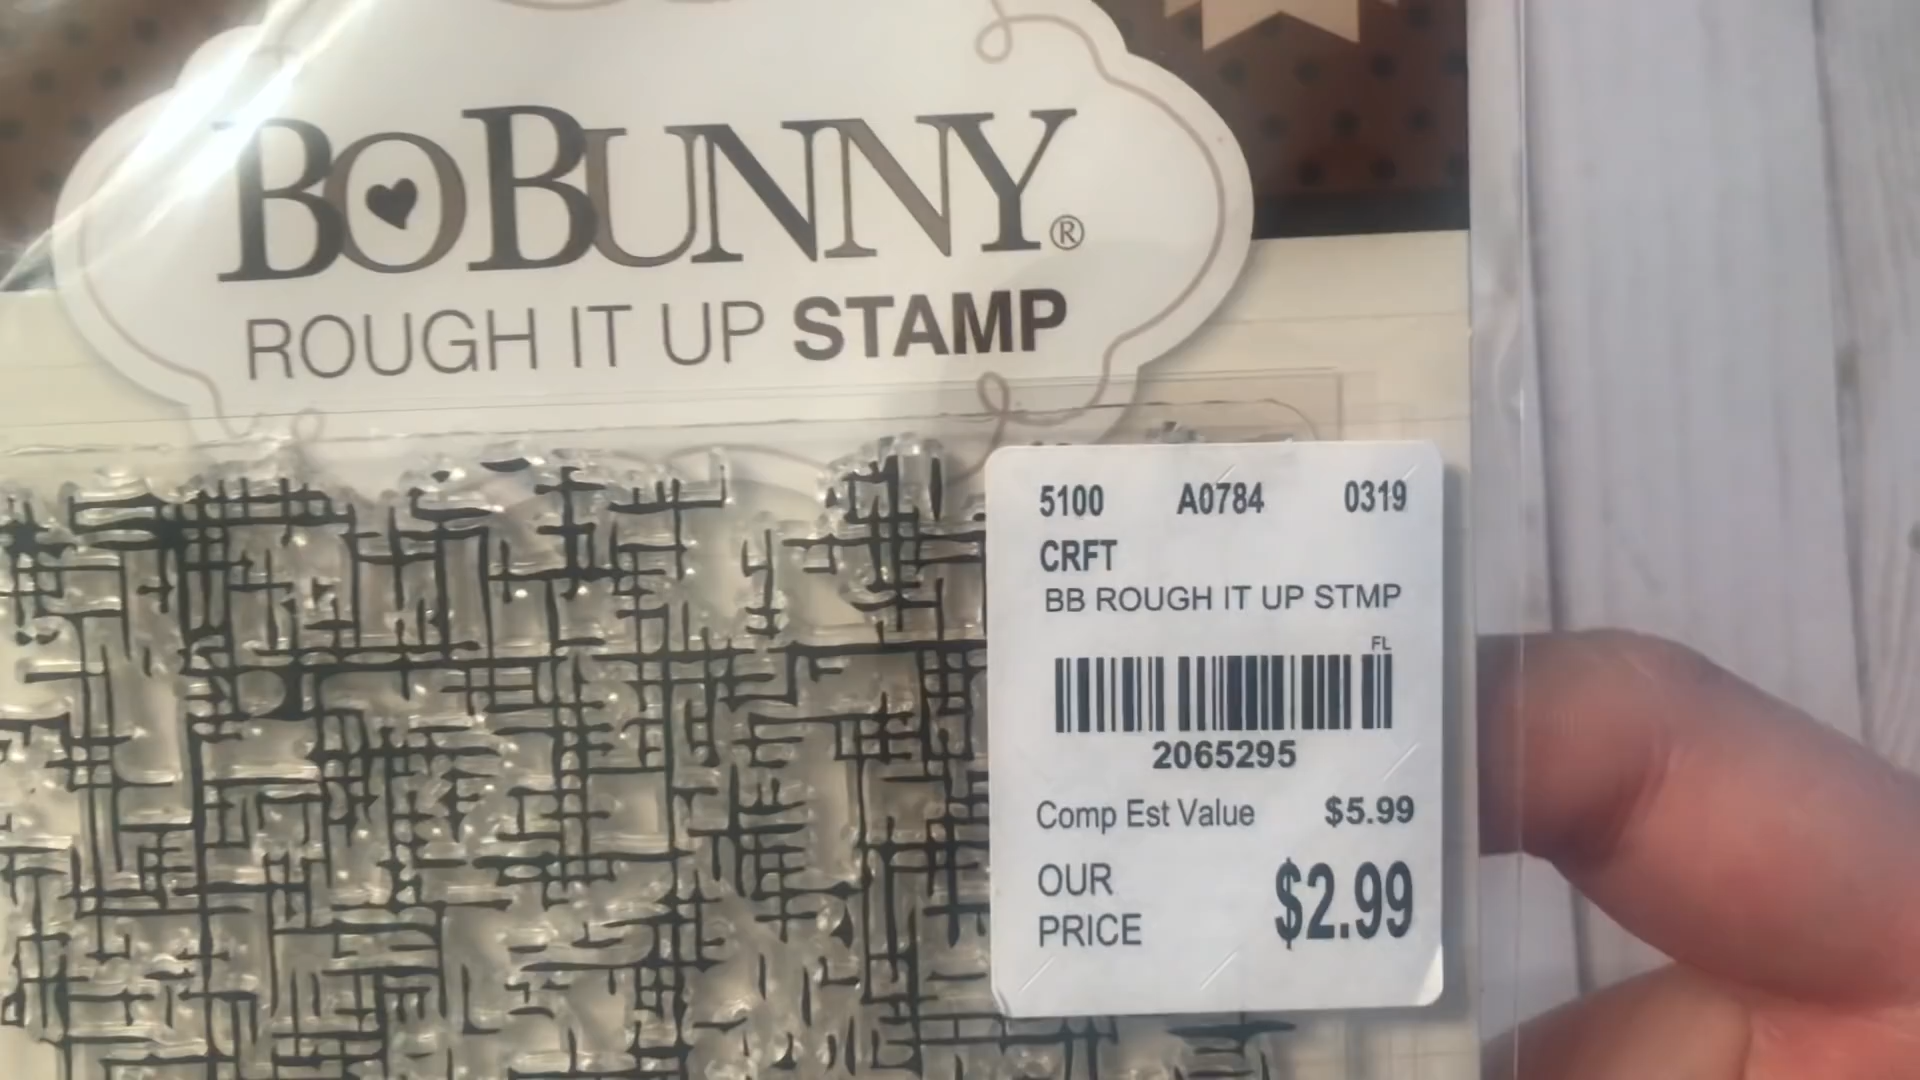 BOBUNNY®
ROUGH IT UP STAMP
5100 A0784 0319
CRFT
BB ROUGH IT UP STMP
FL
2065295
Comp Est Value $5.99
OUR PRICE $2.99